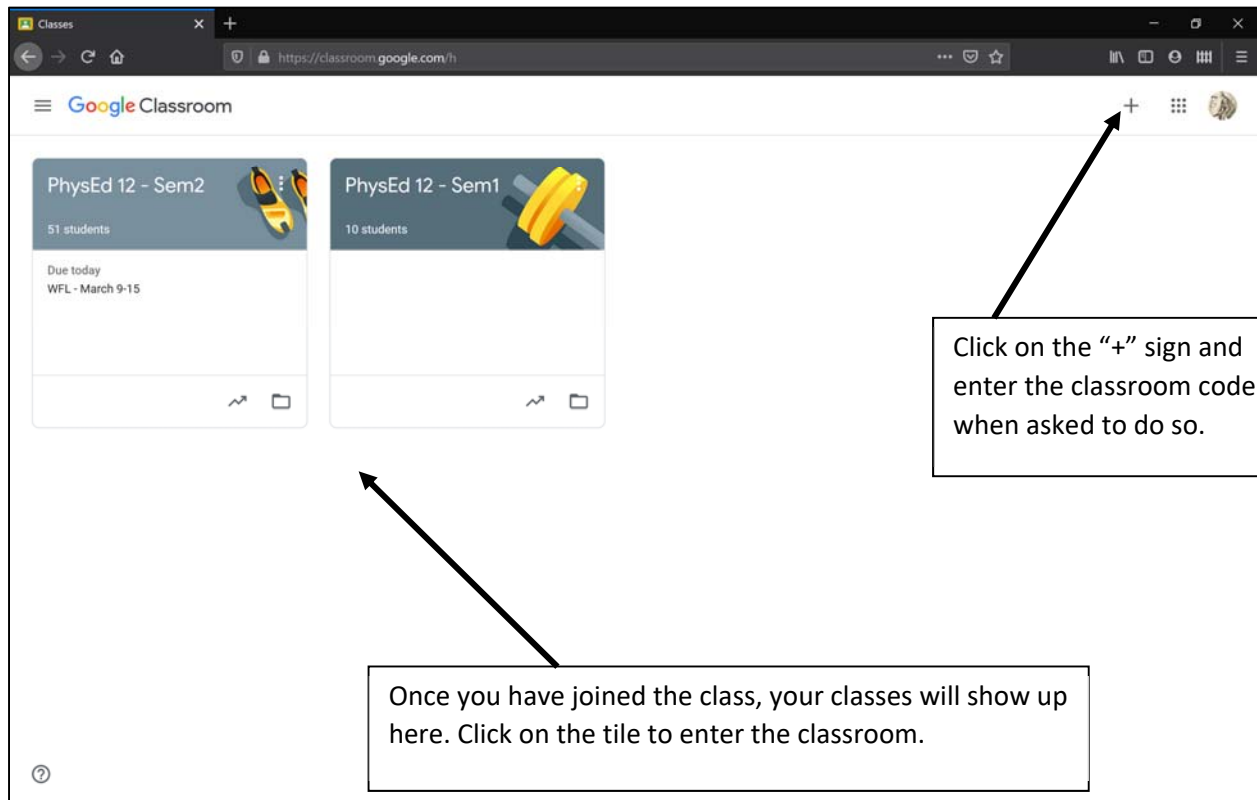 Classes
https://classroom.google.com/h
Google Classroom
PhysEd 12 - Sem2
51 students
Due today
WFL - March 9-15
PhysEd 12 - Sem1
10 students
Click on the “+” sign and
enter the classroom code
when asked to do so.
Once you have joined the class, your classes will show up
here. Click on the tile to enter the classroom.